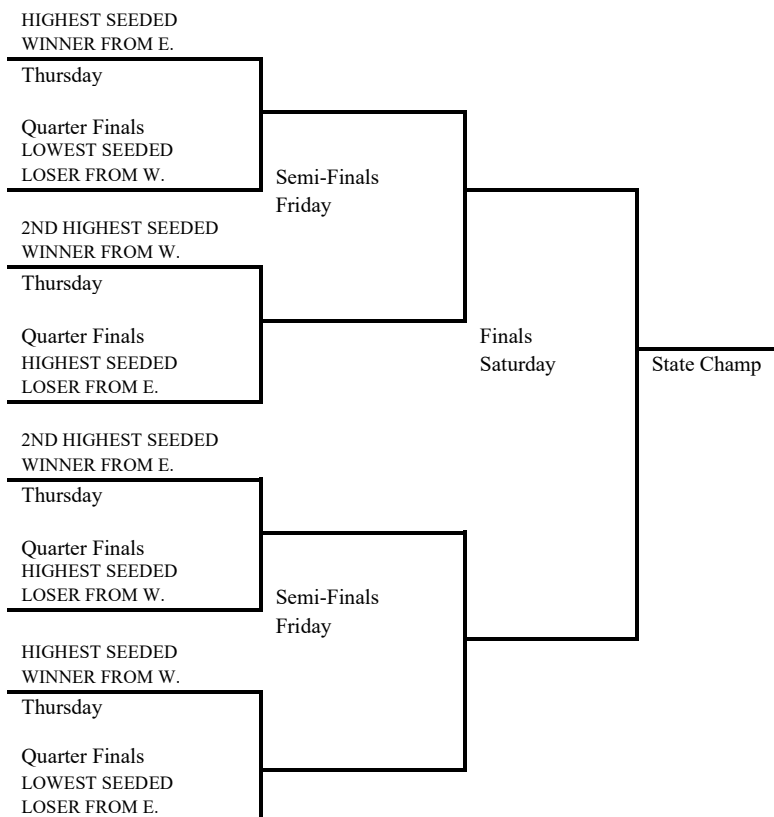 HIGHEST SEEDED
WINNER FROM E.
Thursday
Quarter Finals
LOWEST SEEDED
LOSER FROM W.
Semi-Finals
Friday
2ND HIGHEST SEEDED
WINNER FROM W.
Thursday
Quarter Finals
HIGHEST SEEDED
LOSER FROM E.
Finals
Saturday
State Champ
2ND HIGHEST SEEDED
WINNER FROM E.
Thursday
Quarter Finals
HIGHEST SEEDED
LOSER FROM W.
Semi-Finals
Friday
HIGHEST SEEDED
WINNER FROM W.
Thursday
Quarter Finals
LOWEST SEEDED
LOSER FROM E.